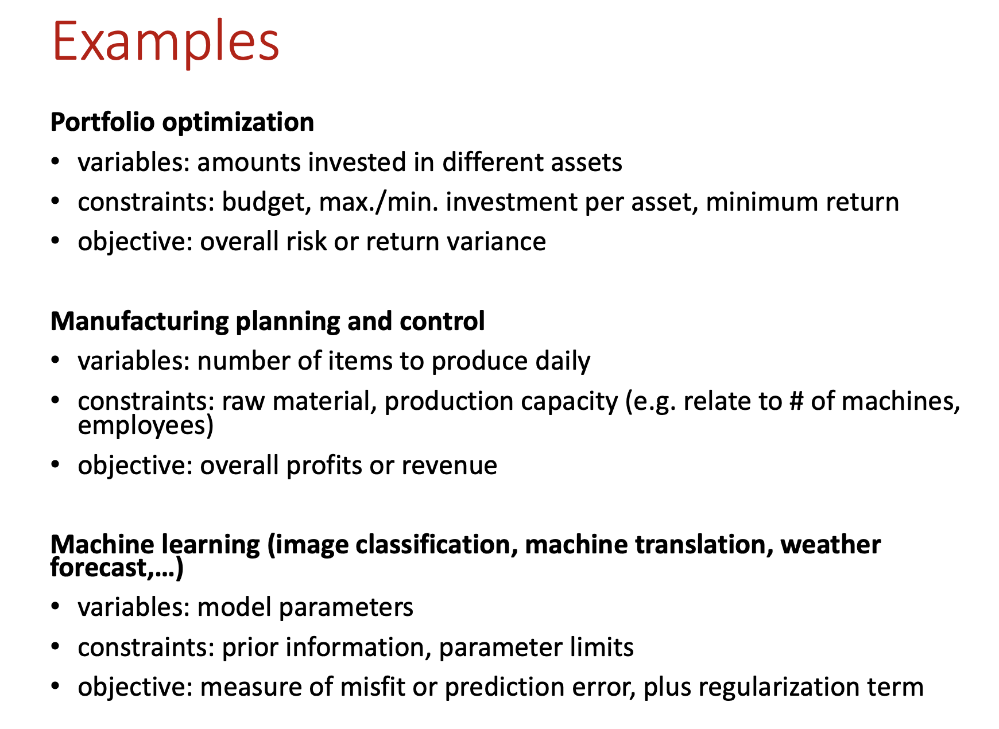 Examples
Portfolio optimization
• variables: amounts invested in different assets
• constraints: budget, max./min. investment per asset, minimum return
• objective: overall risk or return variance
Manufacturing planning and control
• variables: number of items to produce daily
• constraints: raw material, production capacity (e.g. relate to # of machines,
employees)
• objective: overall profits or revenue
Machine learning (image classification, machine translation, weather
forecast,...)
• variables: model parameters
• constraints: prior information, parameter limits
• objective: measure of misfit or prediction error, plus regularization term